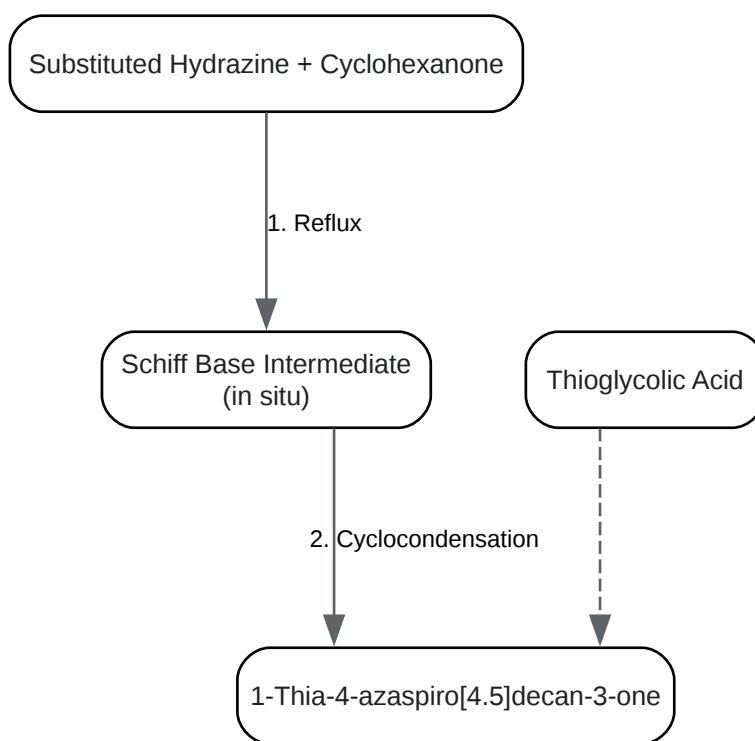 Substituted Hydrazine + Cyclohexanone
1. Reflux
Schiff Base Intermediate
(in situ)
Thioglycolic Acid
2. Cyclocondensation
1-Thia-4-azaspiro[4.5]decan-3-one